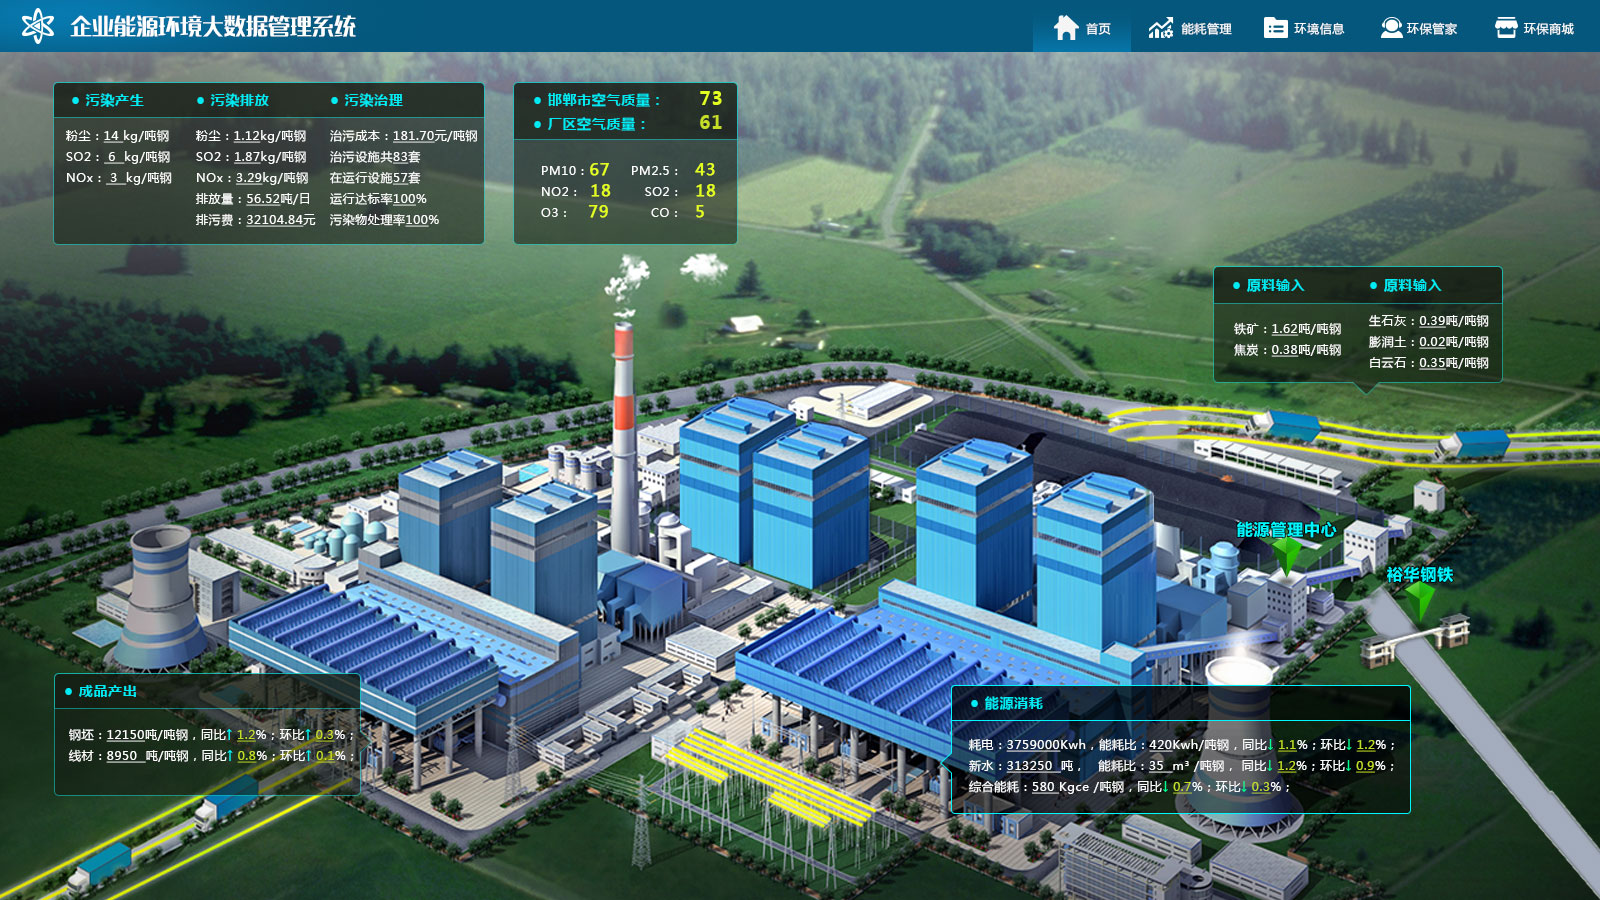 企业能源环境大数据管理系统
首页 能耗管理 环境信息 环保管家 环保商城
污染产生 污染排放 污染治理
粉尘：14 kg/吨钢 粉尘：1.12kg/吨钢 治污成本：181.70元/吨钢
SO2：6 kg/吨钢 SO2：1.87kg/吨钢 治污设施共83套
NOx：3 kg/吨钢 NOx：3.29kg/吨钢 在运行设施57套
排放量：56.52吨/日 运行达标率100%
排污费：32104.84元 污染物处理率100%
邯郸市空气质量： 73
厂区空气质量： 61
PM10：67 PM2.5：43
NO2：18 SO2：18
O3：79 CO：5
原料输入 原料输入
铁矿：1.62吨/吨钢
焦炭：0.38吨/吨钢
生石灰：0.39吨/吨钢
膨润土：0.02吨/吨钢
白云石：0.35吨/吨钢
能源管理中心
裕华钢铁
成品产出
钢坯：12150吨/吨钢，同比↑ 1.2%；环比↑ 0.3%；
线材：8950 吨/吨钢，同比↑ 0.8%；环比↑ 0.1%；
能源消耗
耗电：3759000Kwh，能耗比：420Kwh/吨钢，同比↓ 1.1%；环比↓ 1.2%；
新水：313250 吨， 能耗比：35 m³ /吨钢， 同比↓ 1.2%；环比↓ 0.9%；
综合能耗：580 Kgce /吨钢，同比↓ 0.7%；环比↓ 0.3%；